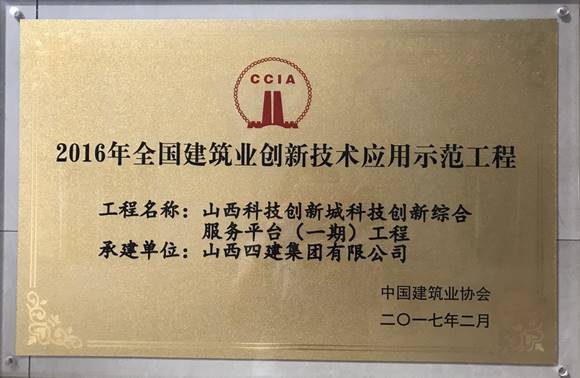 CCIA
2016年全国建筑业创新技术应用示范工程
工程名称：山西科技创新城科技创新综合
服务平台（一期）工程
承建单位：山西四建集团有限公司
中国建筑业协会
二〇一七年二月